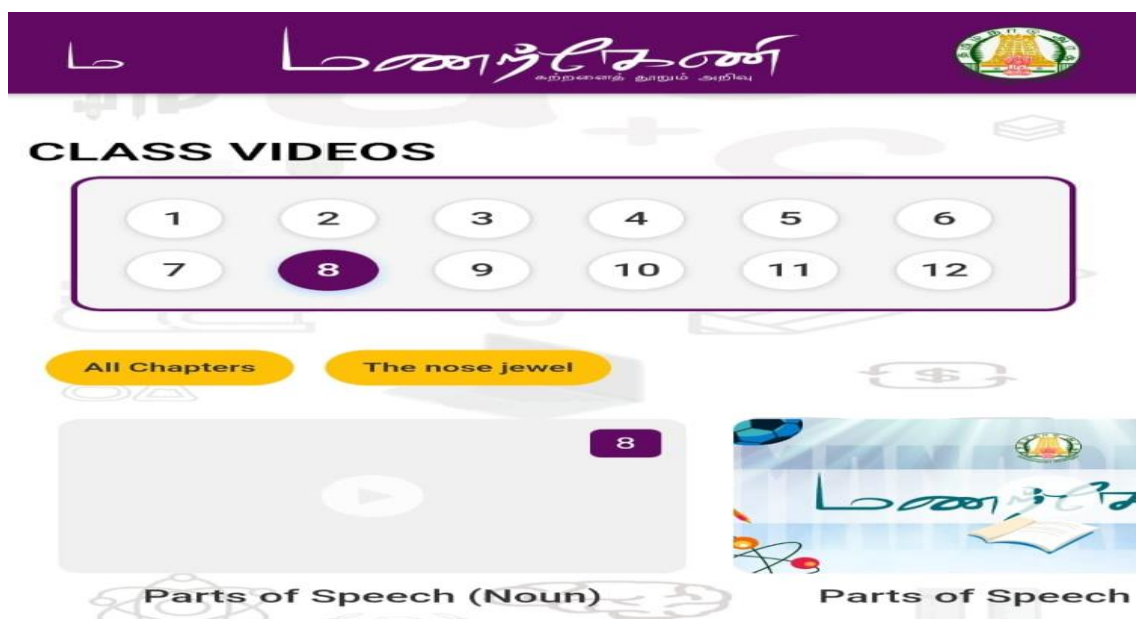 ம
மணற்கேணி
கற்றனைத் தூறும் அறிவு
CLASS VIDEOS
1 2 3 4 5 6
7 8 9 10 11 12
All Chapters The nose jewel
8
Parts of Speech (Noun) Parts of Speech